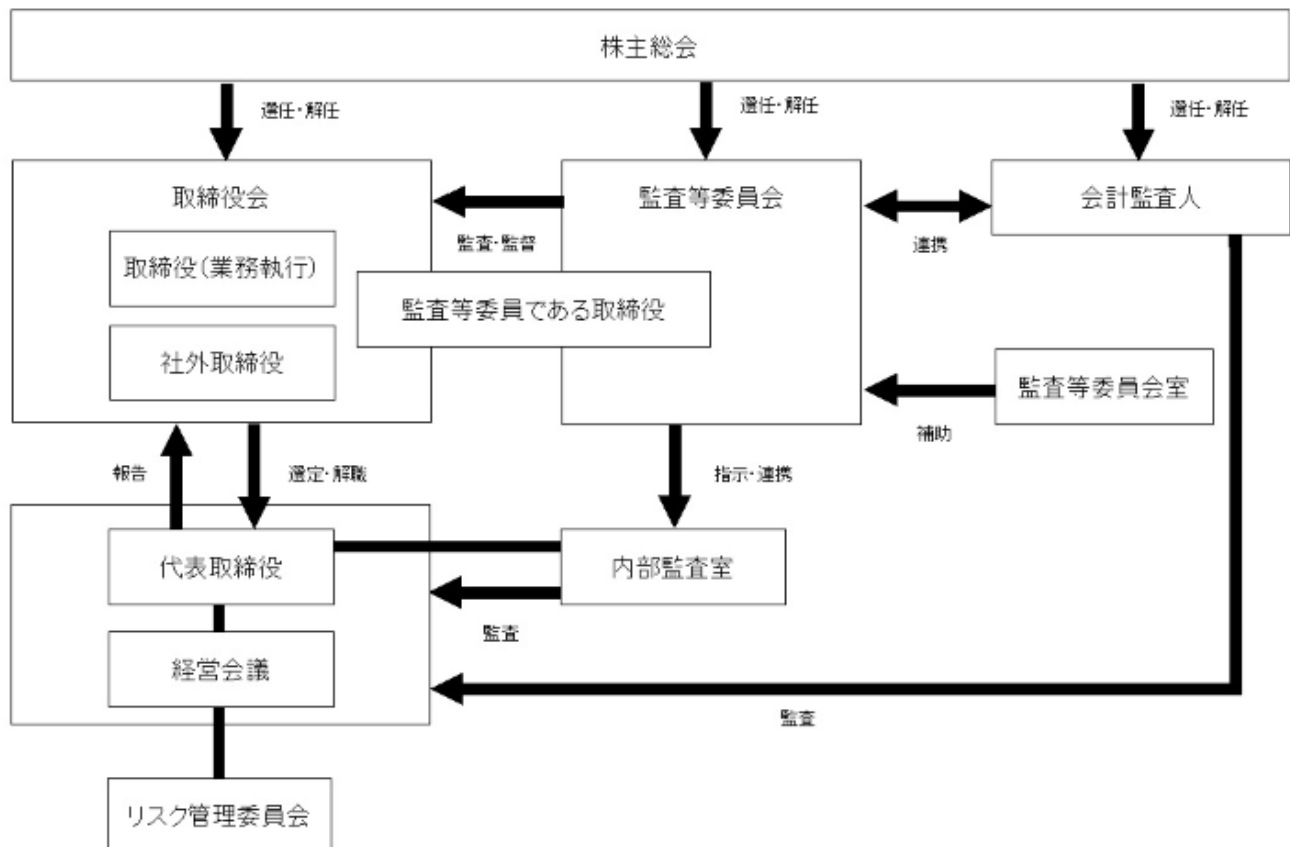 株主総会
選任・解任
選任・解任
選任・解任
取締役会
監査等委員会
会計監査人
監査・監督
連携
取締役(業務執行)
監査等委員である取締役
社外取締役
監査等委員会室
補助
報告
選定・解職
指示・連携
代表取締役
内部監査室
監査
経営会議
監査
リスク管理委員会